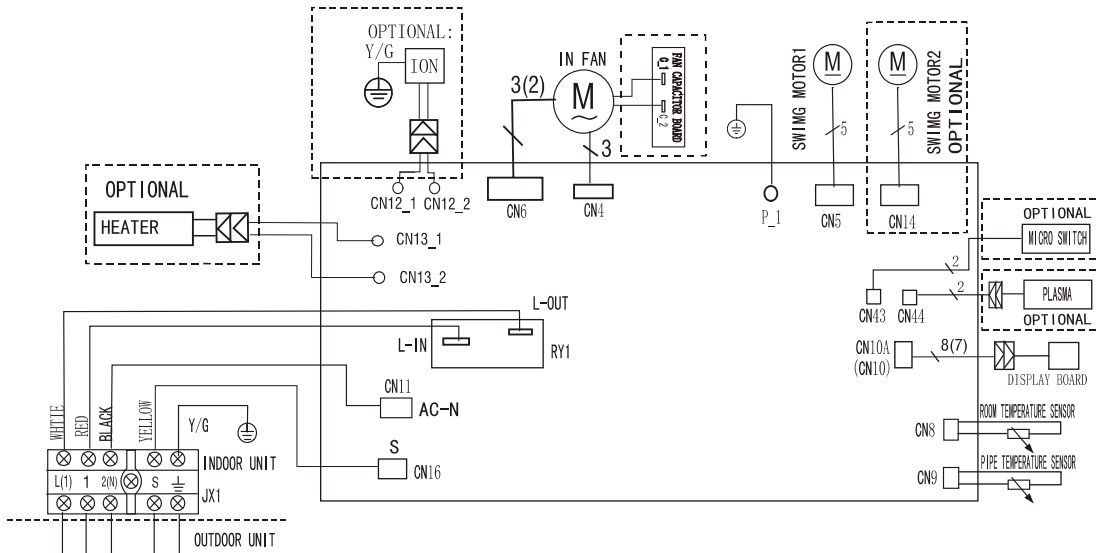 OPTIONAL:
Y/G
ION
IN FAN
3(2)
M
3
C_1
C_2
FAN CAPACITOR BOARD
SWIMG MOTOR1
M
5
M
5
SWIMG MOTOR2
OPTIONAL
OPTIONAL
HEATER
CN12_1 CN12_2
CN6
CN4
P_1
CN5
CN14
CN13_1
CN13_2
OPTIONAL
MICRO SWITCH
2
2
PLASMA
OPTIONAL
CN43 CN44
L-OUT
L-IN
RY1
CN10A
(CN10)
8(7)
DISPLAY BOARD
CN11
AC-N
ROOM TEMPERATURE SENSOR
CN8
WHTIE
RED
BLACK
YELLOW
Y/G
S
CN16
PIPE TEMPERATURE SENSOR
CN9
INDOOR UNIT
L(1) 1 2(N) S
JX1
OUTDOOR UNIT